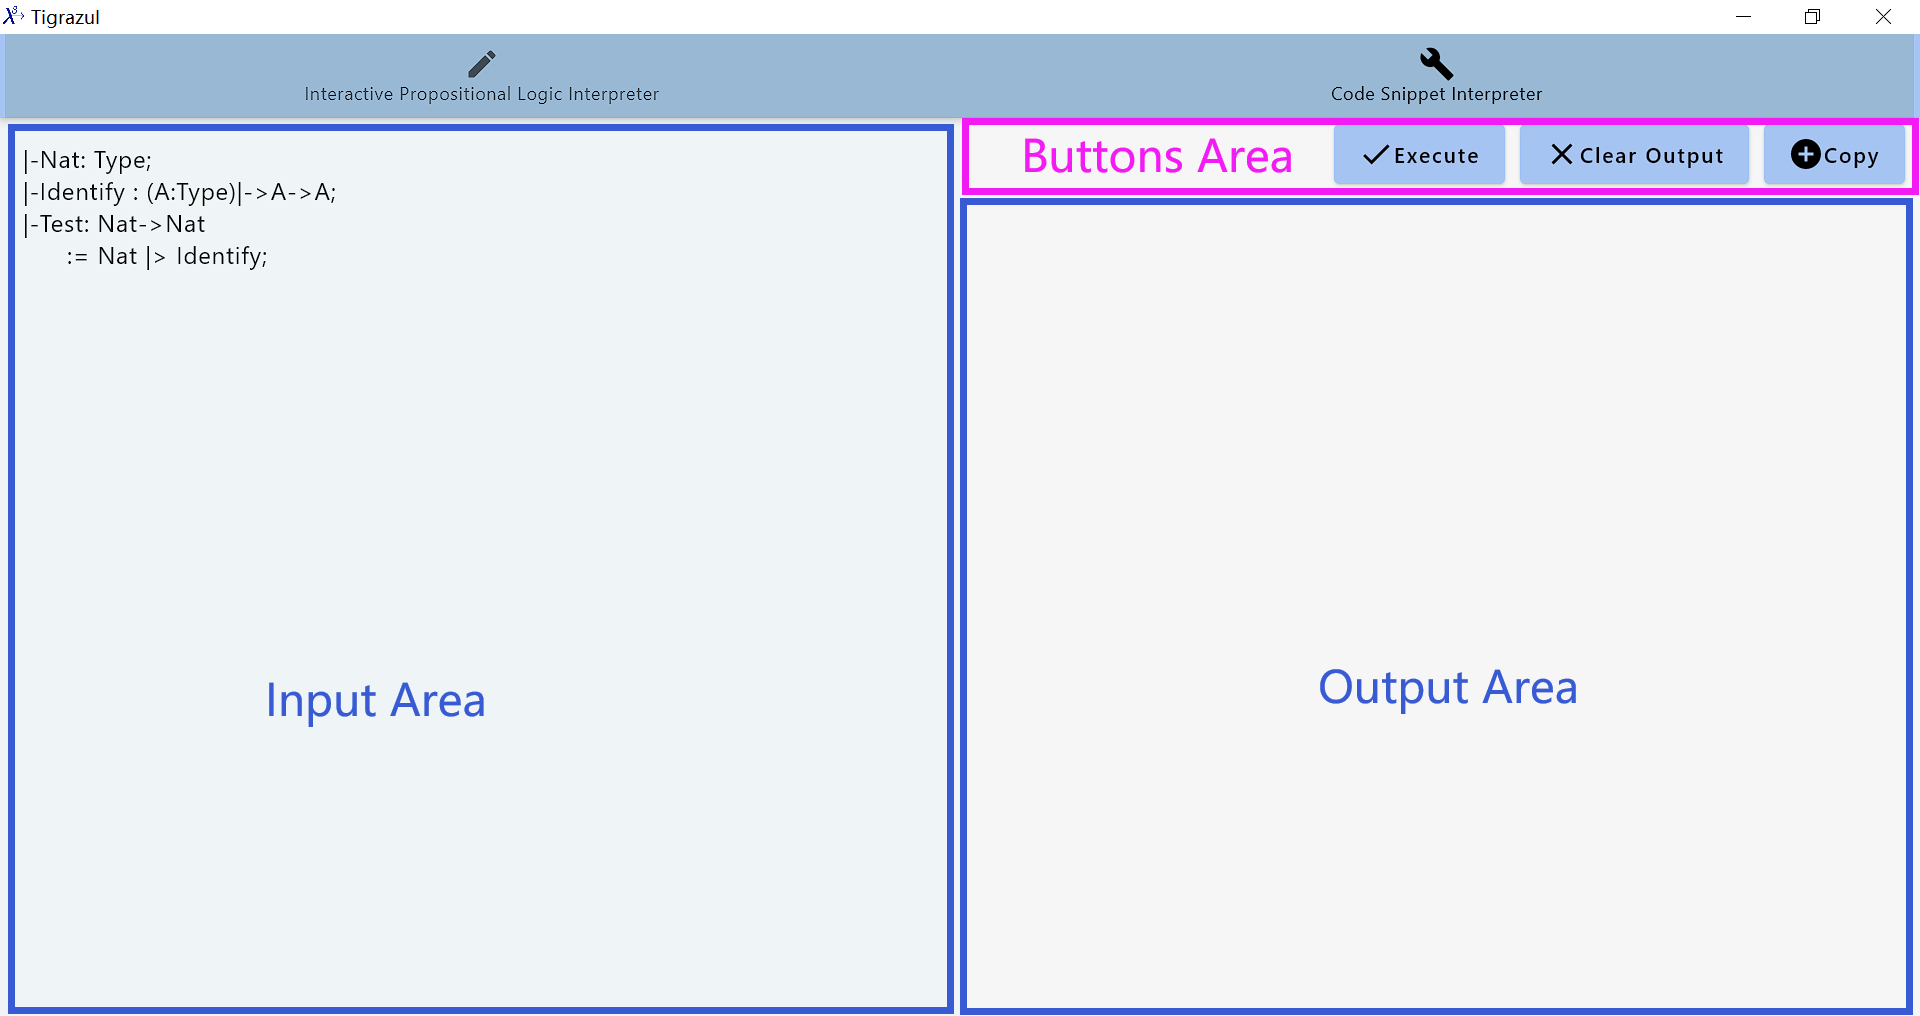 Tigrazul
Interactive Propositional Logic Interpreter
Code Snippet Interpreter
|-Nat: Type;
|-Identify : (A:Type)|->A->A;
|-Test: Nat->Nat
:= Nat |> Identify;
Input Area
Buttons Area
Execute
Clear Output
Copy
Output Area